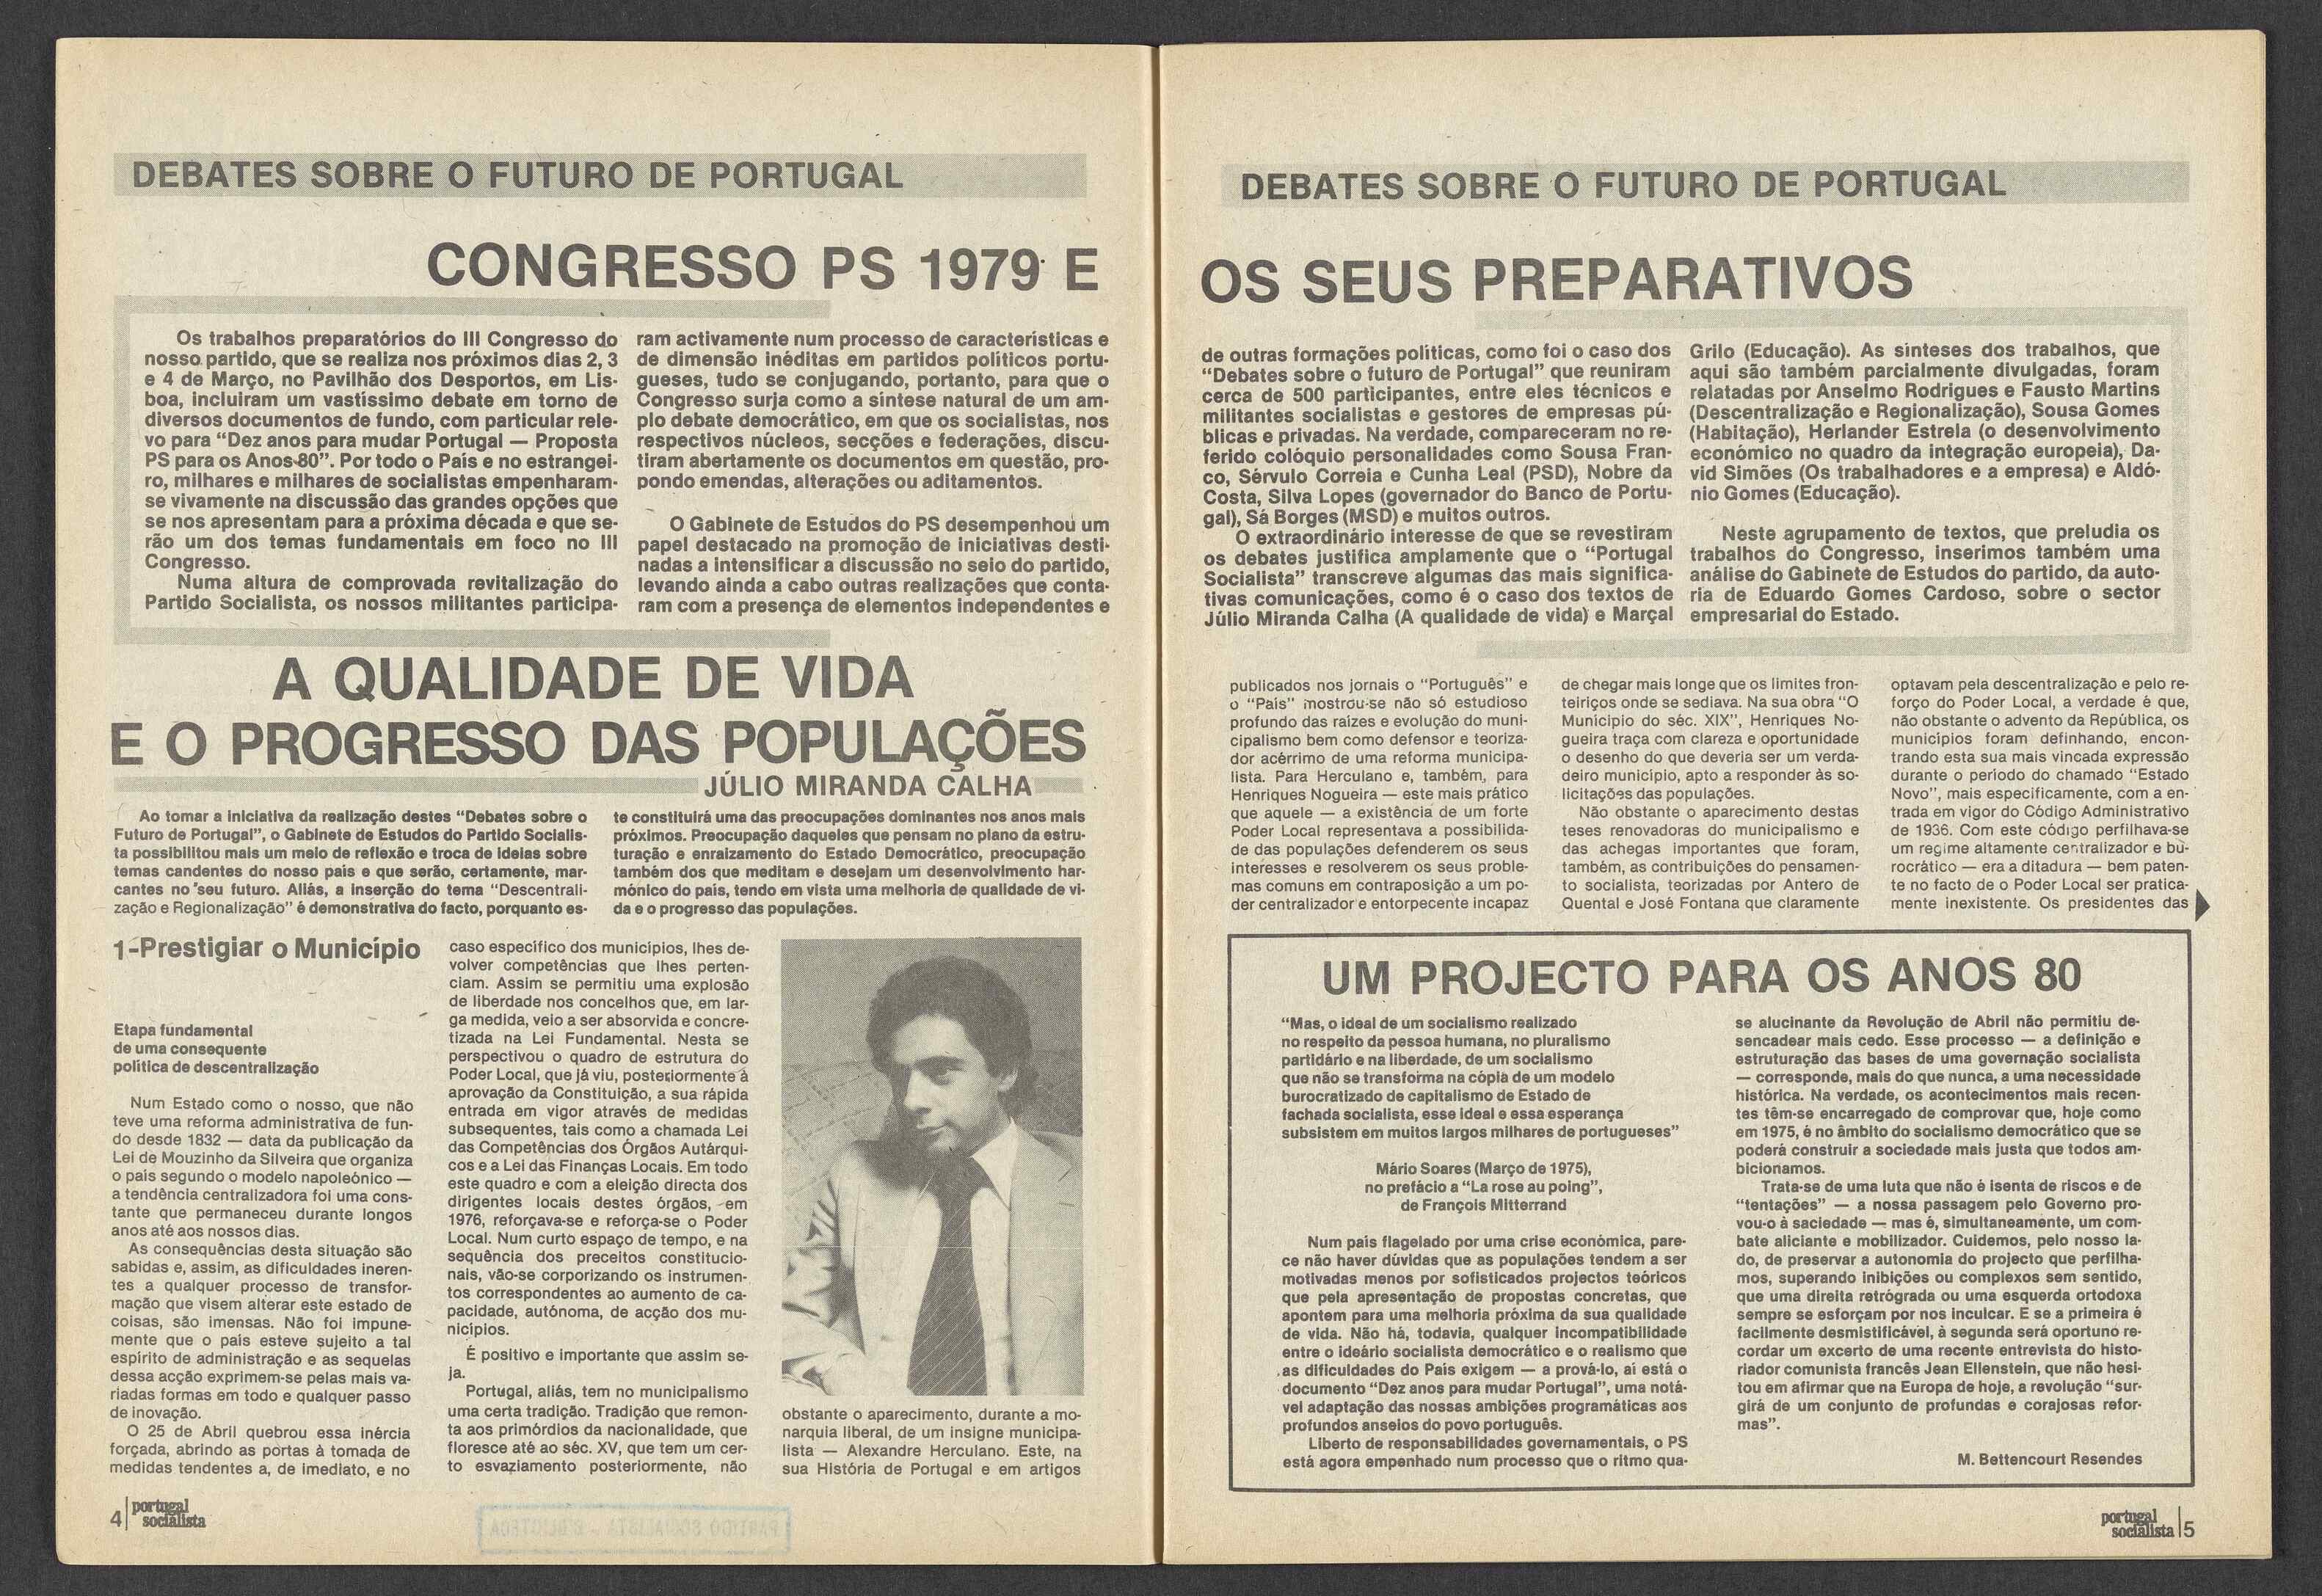 DEBATES SOBRE O FUTURO DE PORTUGAL
CONGRESSO PS 1979 E
Os trabalhos preparatórios do III Congresso do
nosso partido, que se realiza nos próximos dias 2, 3
e 4 de Março, no Pavilhão dos Desportos, em Lis-
boa, incluiram um vastíssimo debate em torno de
diversos documentos de fundo, com particular rele-
vo para “Dez anos para mudar Portugal — Proposta
PS para os Anos 80”. Por todo o País e no estrangei-
ro, milhares e milhares de socialistas empenharam-
se vivamente na discussão das grandes opções que
se nos apresentam para a próxima década e que se-
rão um dos temas fundamentais em foco no III
Congresso.
Numa altura de comprovada revitalização do
Partido Socialista, os nossos militantes participa-
ram activamente num processo de características e
de dimensão inéditas em partidos políticos portu-
gueses, tudo se conjugando, portanto, para que o
Congresso surja como a síntese natural de um am-
plo debate democrático, em que os socialistas, nos
respectivos núcleos, secções e federações, discu-
tiram abertamente os documentos em questão, pro-
pondo emendas, alterações ou aditamentos.
O Gabinete de Estudos do PS desempenhou um
papel destacado na promoção de iniciativas desti-
nadas a intensificar a discussão no seio do partido,
levando ainda a cabo outras realizações que conta-
ram com a presença de elementos independentes e
A QUALIDADE DE VIDA
E O PROGRESSO DAS POPULAÇÕES
JÚLIO MIRANDA CALHA
Ao tomar a iniciativa da realização destes “Debates sobre o
Futuro de Portugal”, o Gabinete de Estudos do Partido Socialis-
ta possibilitou mais um meio de reflexão e troca de ideias sobre
temas candentes do nosso país e que serão, certamente, mar-
cantes no seu futuro. Aliás, a inserção do tema “Descentrali-
zação e Regionalização” é demonstrativa do facto, porquanto es-
te constituirá uma das preocupações dominantes nos anos mais
próximos. Preocupação daqueles que pensam no plano da estru-
turação e enraizamento do Estado Democrático, preocupação
também dos que meditam e desejam um desenvolvimento har-
mónico do país, tendo em vista uma melhoria de qualidade de vi-
da e o progresso das populações.
1-Prestigiar o Município
Etapa fundamental
de uma consequente
política de descentralização
Num Estado como o nosso, que não
teve uma reforma administrativa de fun-
do desde 1832 — data da publicação da
Lei de Mouzinho da Silveira que organiza
o país segundo o modelo napoleónico —
a tendência centralizadora foi uma cons-
tante que permaneceu durante longos
anos até aos nossos dias.
As consequências desta situação são
sabidas e, assim, as dificuldades ineren-
tes a qualquer processo de transfor-
mação que visem alterar este estado de
coisas, são imensas. Não foi impune-
mente que o país esteve sujeito a tal
espírito de administração e as sequelas
dessa acção exprimem-se pelas mais va-
riadas formas em todo e qualquer passo
de inovação.
O 25 de Abril quebrou essa inércia
forçada, abrindo as portas à tomada de
medidas tendentes a, de imediato, e no
caso específico dos municípios, lhes de-
volver competências que lhes perten-
ciam. Assim se permitiu uma explosão
de liberdade nos concelhos que, em lar-
ga medida, veio a ser absorvida e concre-
tizada na Lei Fundamental. Nesta se
perspectivou o quadro de estrutura do
Poder Local, que já viu, posteriormente à
aprovação da Constituição, a sua rápida
entrada em vigor através de medidas
subsequentes, tais como a chamada Lei
das Competências dos Órgãos Autárqui-
cos e a Lei das Finanças Locais. Em todo
este quadro e com a eleição directa dos
dirigentes locais destes órgãos, em
1976, reforçava-se e reforça-se o Poder
Local. Num curto espaço de tempo, e na
sequência dos preceitos constitucio-
nais, vão-se corporizando os instrumen-
tos correspondentes ao aumento de ca-
pacidade, autónoma, de acção dos mu-
nicípios.
É positivo e importante que assim se-
ja.
Portugal, aliás, tem no municipalismo
uma certa tradição. Tradição que remon-
ta aos primórdios da nacionalidade, que
floresce até ao séc. XV, que tem um cer-
to esvaziamento posteriormente, não
obstante o aparecimento, durante a mo-
narquia liberal, de um insigne municipa-
lista — Alexandre Herculano. Este, na
sua História de Portugal e em artigos
4 portugal
socialista
PARTIDO SOCIALISTA - BIBLIOTECA
DEBATES SOBRE O FUTURO DE PORTUGAL
OS SEUS PREPARATIVOS
de outras formações políticas, como foi o caso dos
“Debates sobre o futuro de Portugal” que reuniram
cerca de 500 participantes, entre eles técnicos e
militantes socialistas e gestores de empresas pú-
blicas e privadas. Na verdade, compareceram no re-
ferido colóquio personalidades como Sousa Fran-
co, Sérvulo Correia e Cunha Leal (PSD), Nobre da
Costa, Silva Lopes (governador do Banco de Portu-
gal), Sá Borges (MSD) e muitos outros.
O extraordinário interesse de que se revestiram
os debates justifica amplamente que o “Portugal
Socialista” transcreve algumas das mais significa-
tivas comunicações, como é o caso dos textos de
Júlio Miranda Calha (A qualidade de vida) e Marçal
Grilo (Educação). As sínteses dos trabalhos, que
aqui são também parcialmente divulgadas, foram
relatadas por Anselmo Rodrigues e Fausto Martins
(Descentralização e Regionalização), Sousa Gomes
(Habitação), Herlander Estrela (o desenvolvimento
económico no quadro da integração europeia), Da-
vid Simões (Os trabalhadores e a empresa) e Aldó-
nio Gomes (Educação).
Neste agrupamento de textos, que preludia os
trabalhos do Congresso, inserimos também uma
análise do Gabinete de Estudos do partido, da auto-
ria de Eduardo Gomes Cardoso, sobre o sector
empresarial do Estado.
publicados nos jornais o “Português” e
o “País” mostrou-se não só estudioso
profundo das raízes e evolução do muni-
cipalismo bem como defensor e teoriza-
dor acérrimo de uma reforma municipa-
lista. Para Herculano e, também, para
Henriques Nogueira — este mais prático
que aquele — a existência de um forte
Poder Local representava a possibilida-
de das populações defenderem os seus
interesses e resolverem os seus proble-
mas comuns em contraposição a um po-
der centralizador e entorpecente incapaz
de chegar mais longe que os limites fron-
teiriços onde se sediava. Na sua obra “O
Município do séc. XIX”, Henriques No-
gueira traça com clareza e oportunidade
o desenho do que deveria ser um verda-
deiro município, apto a responder às so-
licitações das populações.
Não obstante o aparecimento destas
teses renovadoras do municipalismo e
das achegas importantes que foram,
também, as contribuições do pensamen-
to socialista, teorizadas por Antero de
Quental e José Fontana que claramente
optavam pela descentralização e pelo re-
forço do Poder Local, a verdade é que,
não obstante o advento da República, os
municípios foram definhando, encon-
trando esta sua mais vincada expressão
durante o período do chamado “Estado
Novo”, mais especificamente, com a en-
trada em vigor do Código Administrativo
de 1936. Com este código perfilhava-se
um regime altamente centralizador e bu-
rocrático — era a ditadura — bem paten-
te no facto de o Poder Local ser pratica-
mente inexistente. Os presidentes das
UM PROJECTO PARA OS ANOS 80
“Mas, o ideal de um socialismo realizado
no respeito da pessoa humana, no pluralismo
partidário e na liberdade, de um socialismo
que não se transforma na cópia de um modelo
burocratizado de capitalismo de Estado de
fachada socialista, esse ideal e essa esperança
subsistem em muitos largos milhares de portugueses”
Mário Soares (Março de 1975),
no prefácio a “La rose au poing”,
de François Mitterrand
Num país flagelado por uma crise económica, pare-
ce não haver dúvidas que as populações tendem a ser
motivadas menos por sofisticados projectos teóricos
que pela apresentação de propostas concretas, que
apontem para uma melhoria próxima da sua qualidade
de vida. Não há, todavia, qualquer incompatibilidade
entre o ideário socialista democrático e o realismo que
as dificuldades do País exigem — a prová-lo, aí está o
documento “Dez anos para mudar Portugal”, uma notá-
vel adaptação das nossas ambições programáticas aos
profundos anseios do povo português.
Liberto de responsabilidades governamentais, o PS
está agora empenhado num processo que o ritmo qua-
se alucinante da Revolução de Abril não permitiu de-
sencadear mais cedo. Esse processo — a definição e
estruturação das bases de uma governação socialista
— corresponde, mais do que nunca, a uma necessidade
histórica. Na verdade, os acontecimentos mais recen-
tes têm-se encarregado de comprovar que, hoje como
em 1975, é no âmbito do socialismo democrático que se
poderá construir a sociedade mais justa que todos am-
bicionamos.
Trata-se de uma luta que não é isenta de riscos e de
“tentações” — a nossa passagem pelo Governo pro-
vou-o à saciedade — mas é, simultaneamente, um com-
bate aliciante e mobilizador. Cuidemos, pelo nosso la-
do, de preservar a autonomia do projecto que perfilha-
mos, superando inibições ou complexos sem sentido,
que uma direita retrógrada ou uma esquerda ortodoxa
sempre se esforçam por nos inculcar. E se a primeira é
facilmente desmistificável, à segunda será oportuno re-
cordar um excerto de uma recente entrevista do histo-
riador comunista francês Jean Ellenstein, que não hesi-
tou em afirmar que na Europa de hoje, a revolução “sur-
girá de um conjunto de profundas e corajosas refor-
mas”.
M. Bettencourt Resendes
portugal
socialista 5